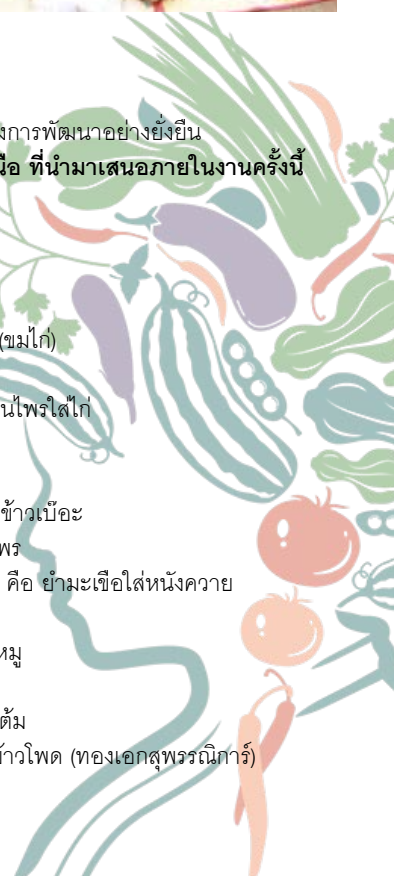 งการพัฒนาอย่างยั่งยืน
นือ ที่นำมาเสนอภายในงานครั้งนี้
(ขมไก่)
นไพรใส่ไก่
ข้าวเบ๊อะ
พร
คือ ยำมะเขือใส่หนังควาย
หมู
ต้ม
ข้าวโพด (ทองเอกสุพรรณิการ์)